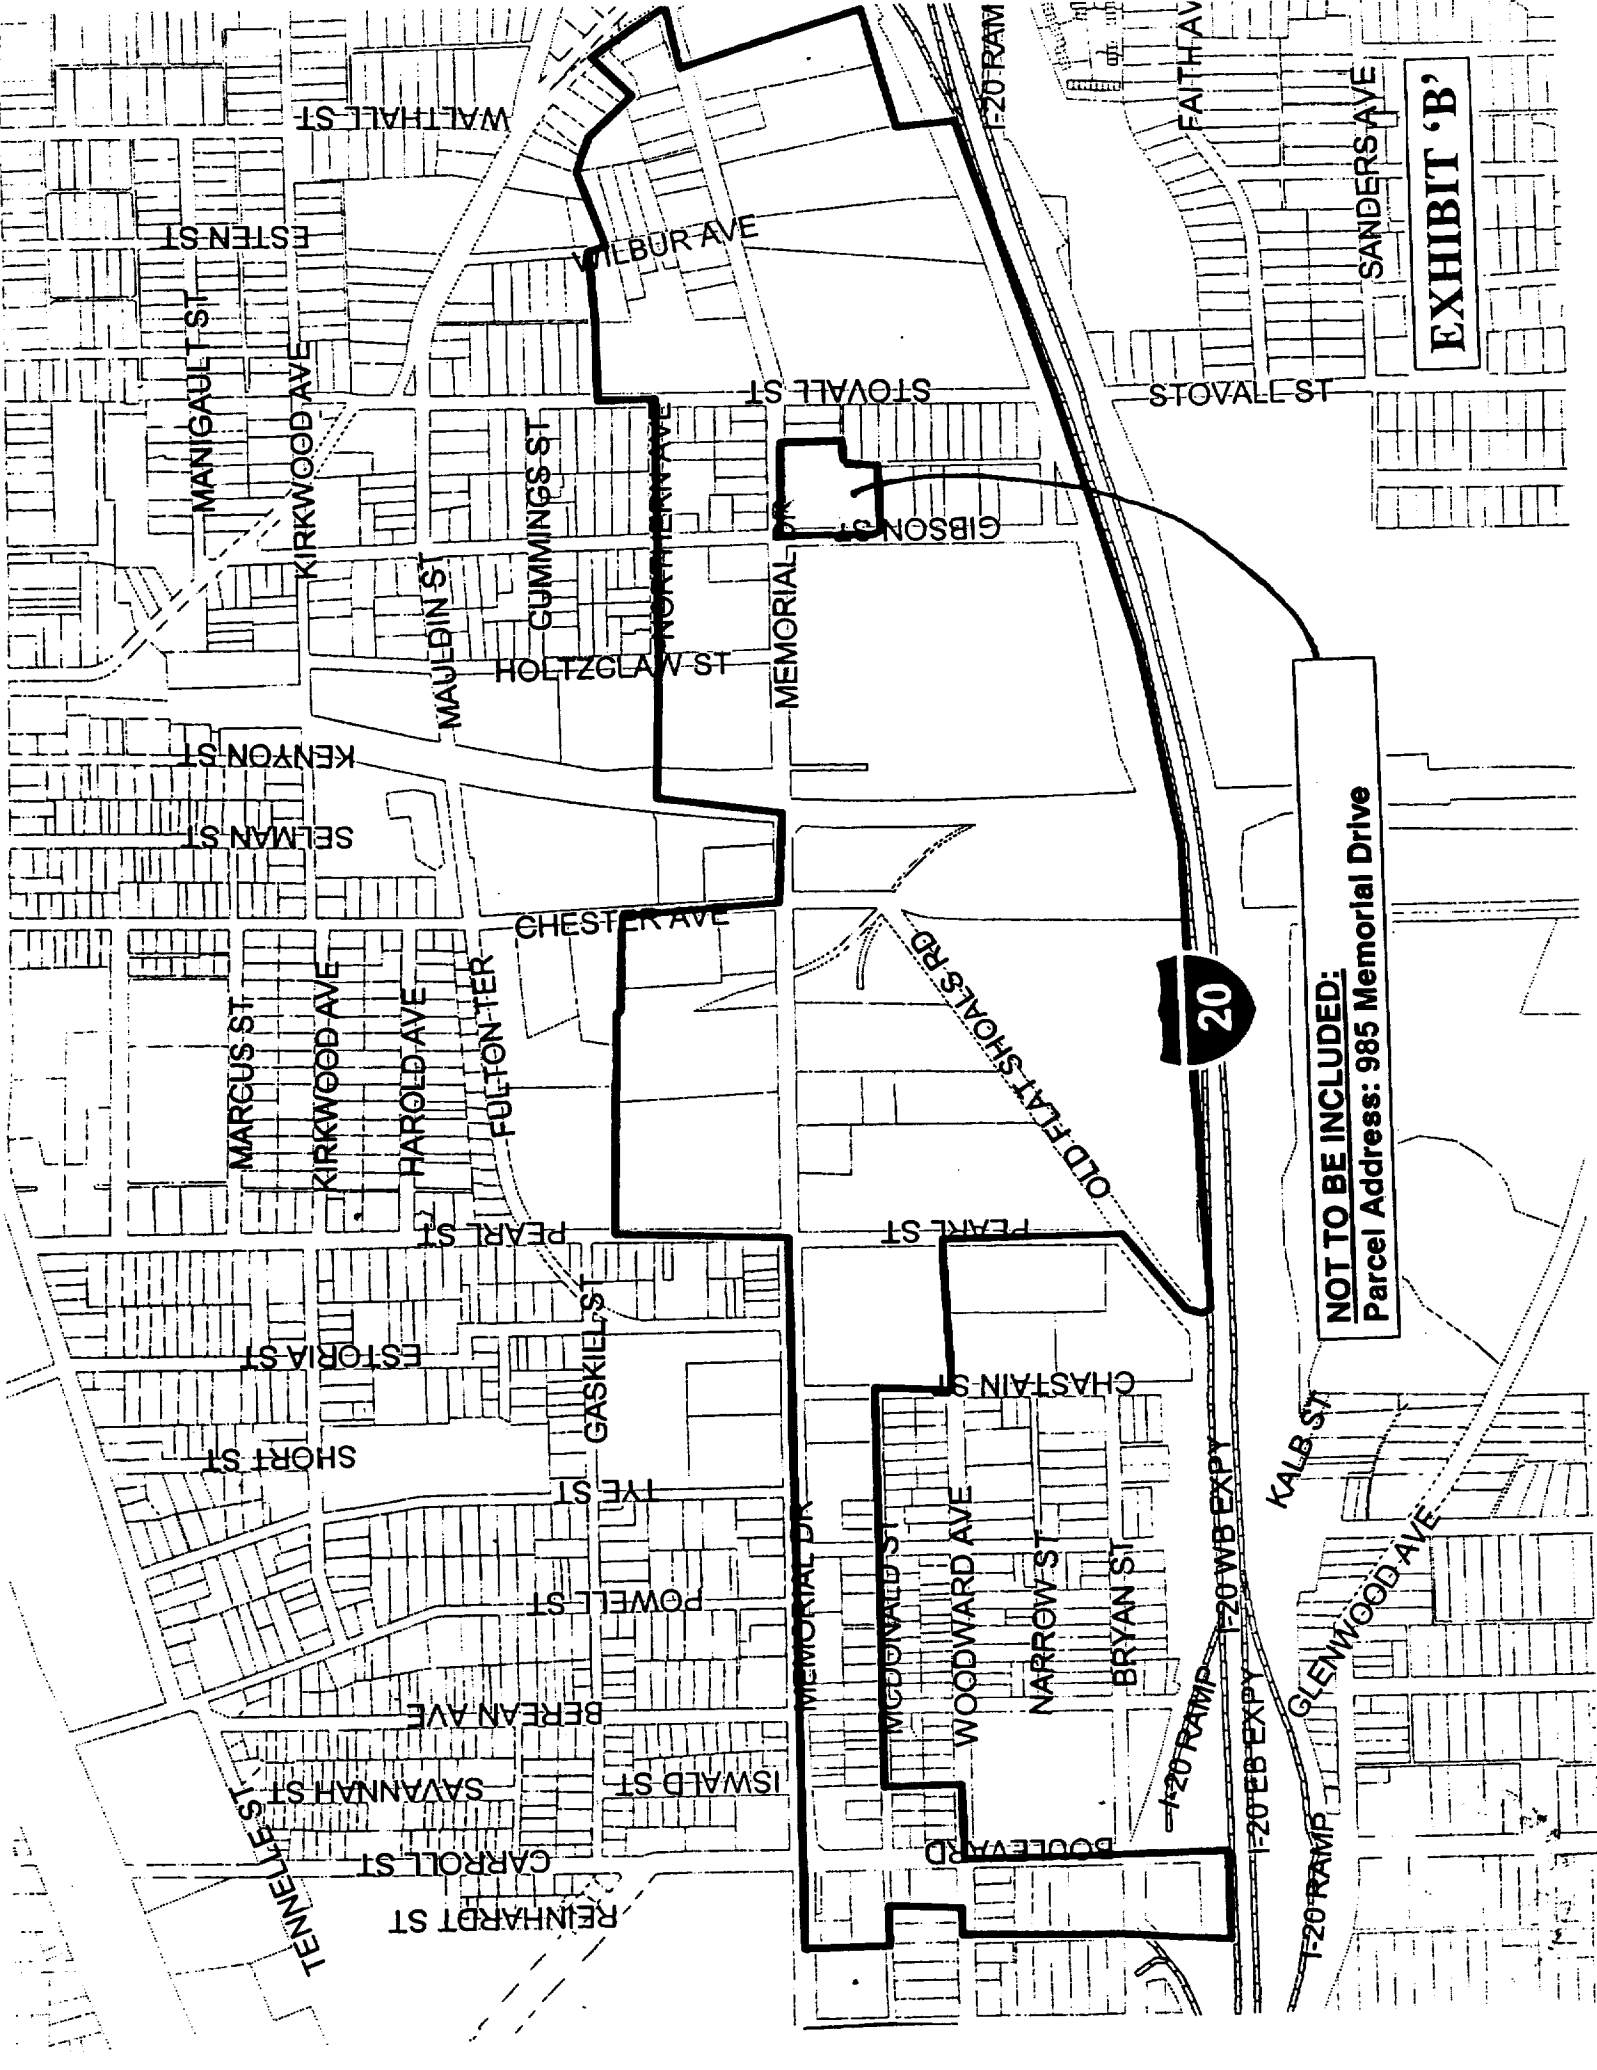 WALTHALL ST
ESTEN ST
MANIGAULT ST
KIRKWOOD AVE
WILBUR AVE
I-20 RAM
FAITH AV
SANDERS AVE
EXHIBIT 'B'
STOVALL ST
STOVALL ST
CUMMINGS ST
NORTHERN AVE
GIBSON ST
MEMORIAL DR
MAULDIN ST
HOLTZCLAW ST
KENYON ST
SELMAN ST
CHESTER AVE
MARCUS ST
KIRKWOOD AVE
HAROLD AVE
FULTON TER
OLD FLAT SHOALS RD
20
NOT TO BE INCLUDED:
Parcel Address: 985 Memorial Drive
PEARL ST
PEARL ST
GASKILL ST
ESTORIA ST
CHASTAIN ST
SHORT ST
TYE ST
POWELL ST
MEMORIAL DR
MCDONALD ST
WOODWARD AVE
NARROW ST
BRYAN ST
I-20 WB EXPY
KALB ST
GLENWOOD AVE
BEREAN AVE
SAVANNAH ST
ISWALD ST
I-20 RAMP
I-20 EB EXPY
TENNELLE ST
CARROLL ST
BOULEVARD
REINHARDT ST
I-20 RAMP